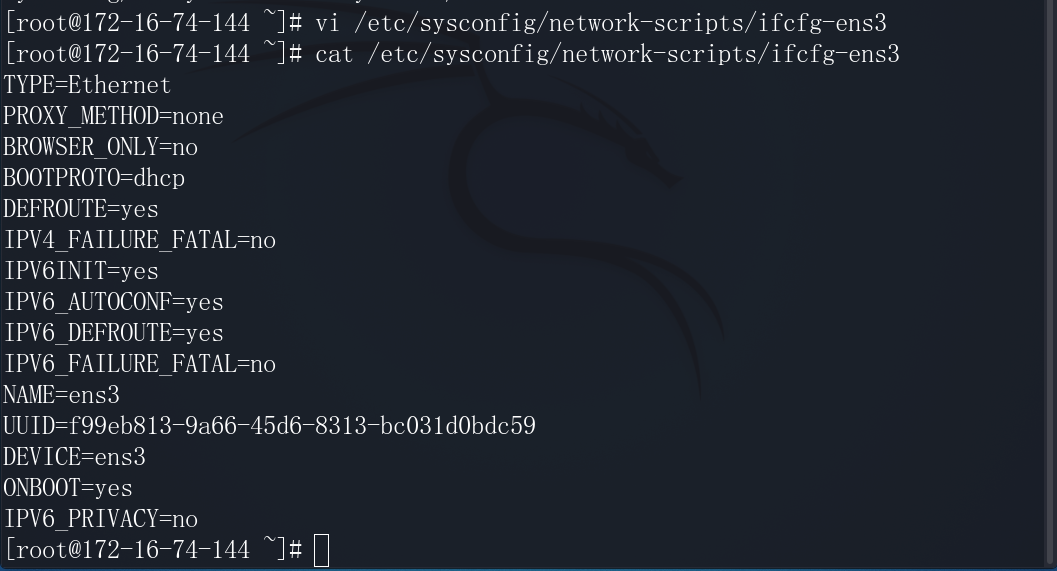 [root@172-16-74-144 ~]# vi /etc/sysconfig/network-scripts/ifcfg-ens3
[root@172-16-74-144 ~]# cat /etc/sysconfig/network-scripts/ifcfg-ens3
TYPE=Ethernet
PROXY_METHOD=none
BROWSER_ONLY=no
BOOTPROTO=dhcp
DEFROUTE=yes
IPV4_FAILURE_FATAL=no
IPV6INIT=yes
IPV6_AUTOCONF=yes
IPV6_DEFROUTE=yes
IPV6_FAILURE_FATAL=no
NAME=ens3
UUID=f99eb813-9a66-45d6-8313-bc031d0bdc59
DEVICE=ens3
ONBOOT=yes
IPV6_PRIVACY=no
[root@172-16-74-144 ~]#